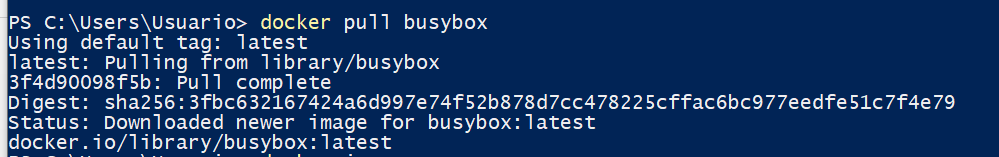 PS C:\Users\Usuario> docker pull busybox
Using default tag: latest
latest: Pulling from library/busybox
3f4d90098f5b: Pull complete
Digest: sha256:3fbc632167424a6d997e74f52b878d7cc478225cffac6bc977eedfe51c7f4e79
Status: Downloaded newer image for busybox:latest
docker.io/library/busybox:latest